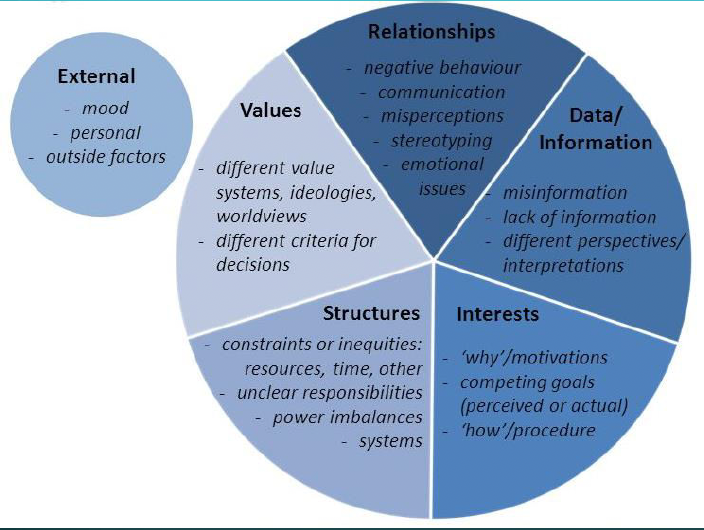 External
- mood
- personal
- outside factors
Relationships
- negative behaviour
- communication
- misperceptions
- stereotyping
- emotional
issues
Data/
Information
- misinformation
- lack of information
- different perspectives/
interpretations
Interests
- ‘why’/motivations
- competing goals
(perceived or actual)
- ‘how’/procedure
Structures
- constraints or inequities:
resources, time, other
- unclear responsibilities
- power imbalances
- systems
Values
- different value
systems, ideologies,
worldviews
- different criteria for
decisions